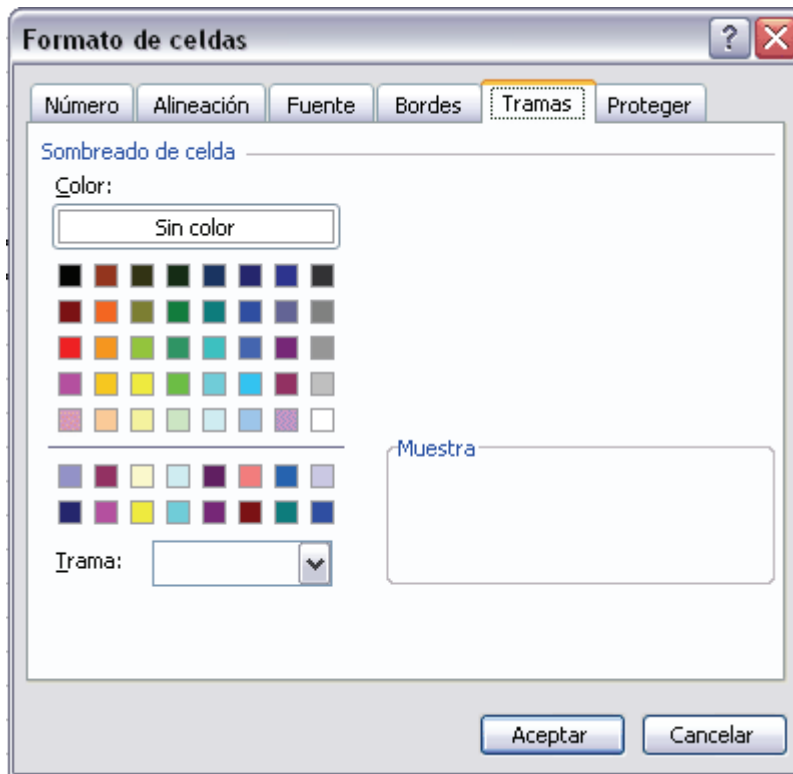 Formato de celdas
Número Alineación Fuente Bordes Tramas Proteger
Sombreado de celda
Color:
Sin color
Muestra
Trama:
Aceptar Cancelar